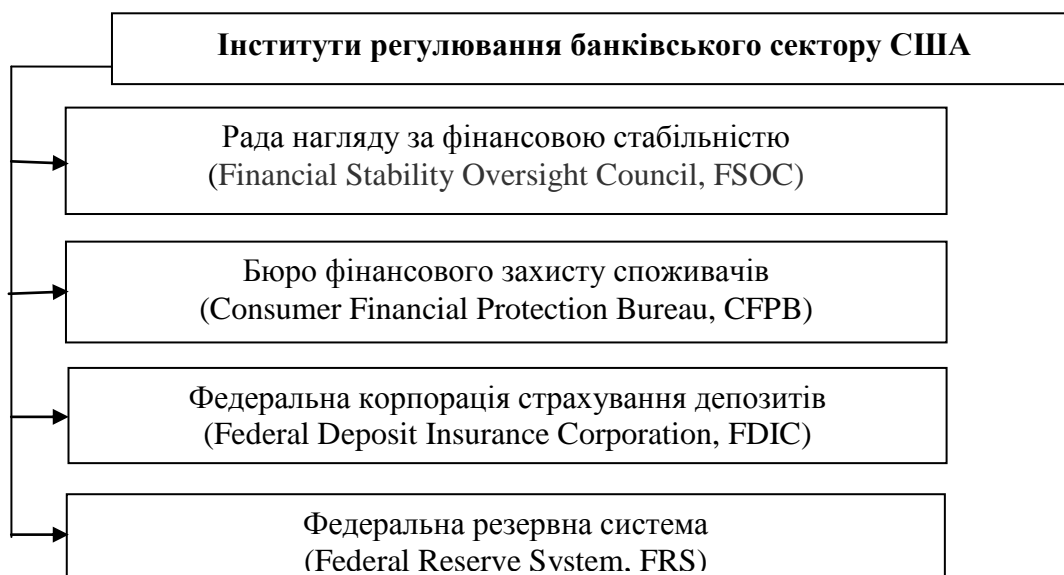 Інститути регулювання банківського сектору США
Рада нагляду за фінансовою стабільністю
(Financial Stability Oversight Council, FSOC)
Бюро фінансового захисту споживачів
(Consumer Financial Protection Bureau, CFPB)
Федеральна корпорація страхування депозитів
(Federal Deposit Insurance Corporation, FDIC)
Федеральна резервна система
(Federal Reserve System, FRS)